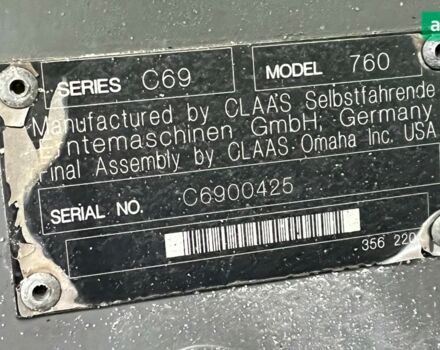 SERIES C69 MODEL 760
Manufactured by CLAAS Selbstfahrende
Erntemaschinen GmbH; Germany
Final Assembly by CLAAS Omaha Inc. USA
SERIAL NO. C6900425
356 220